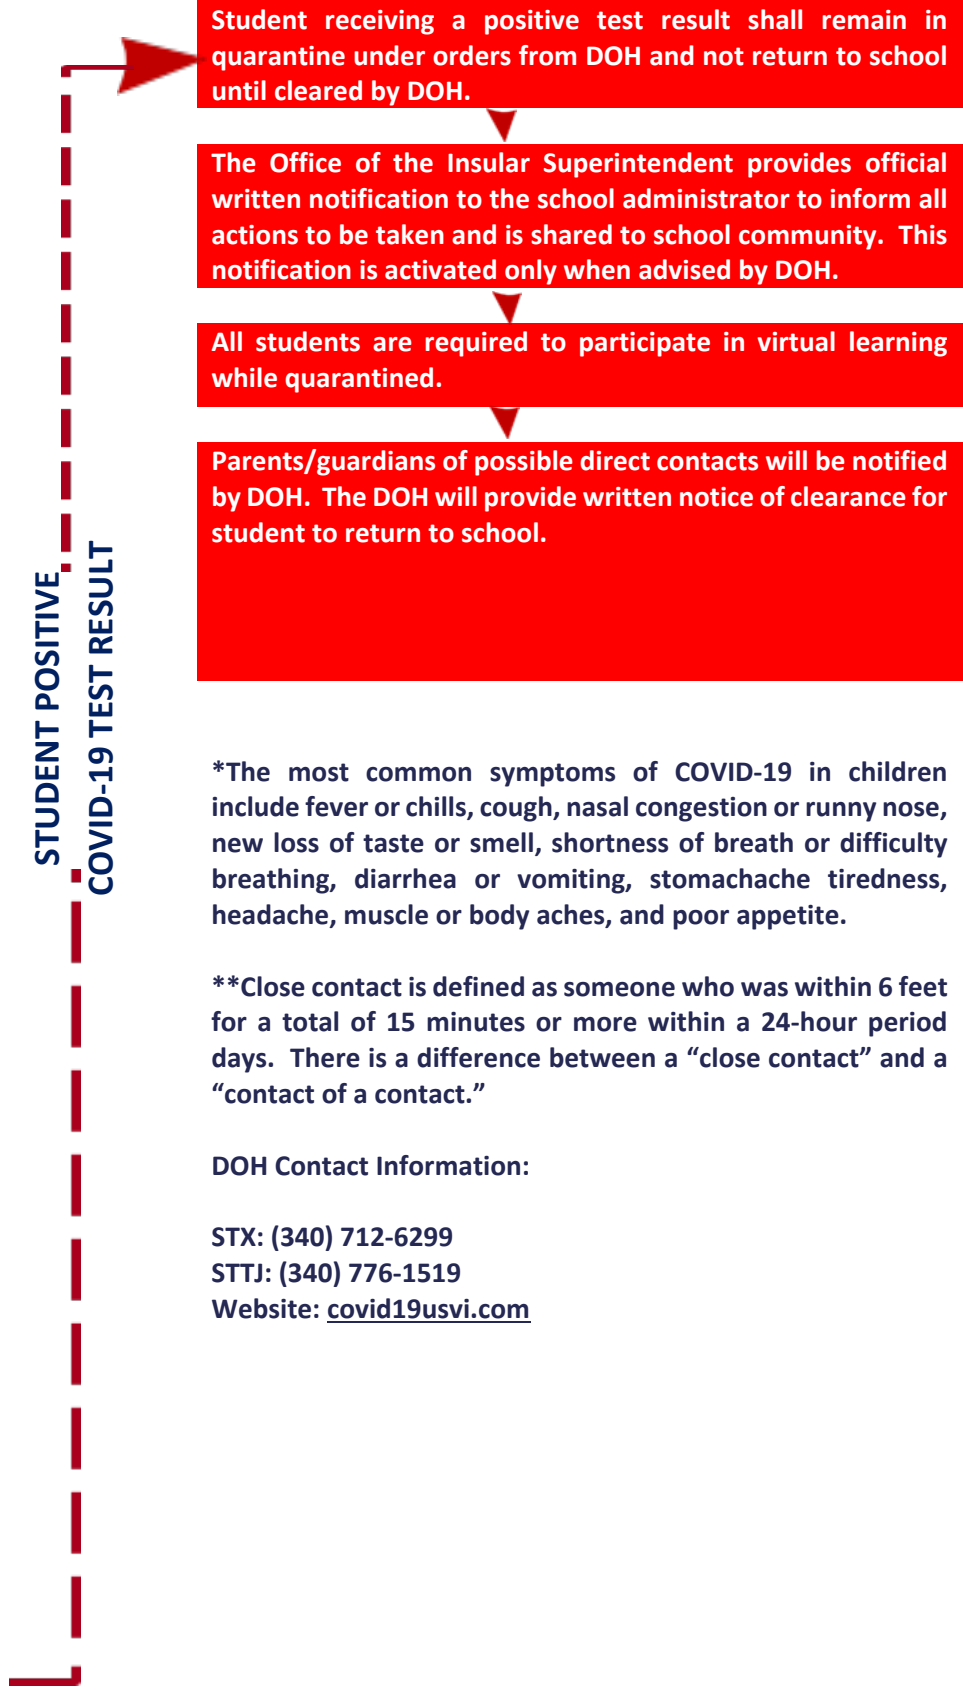 Student receiving a positive test result shall remain in
quarantine under orders from DOH and not return to school
until cleared by DOH.
The Office of the Insular Superintendent provides official
written notification to the school administrator to inform all
actions to be taken and is shared to school community.  This
notification is activated only when advised by DOH.
All students are required to participate in virtual learning
while quarantined.
Parents/guardians of possible direct contacts will be notified
by DOH.  The DOH will provide written notice of clearance for
student to return to school.
STUDENT POSITIVE
COVID-19 TEST RESULT
*The most common symptoms of COVID-19 in children
include fever or chills, cough, nasal congestion or runny nose,
new loss of taste or smell, shortness of breath or difficulty
breathing, diarrhea or vomiting, stomachache tiredness,
headache, muscle or body aches, and poor appetite.
**Close contact is defined as someone who was within 6 feet
for a total of 15 minutes or more within a 24-hour period
days.  There is a difference between a “close contact” and a
“contact of a contact.”
DOH Contact Information:
STX: (340) 712-6299
STTJ: (340) 776-1519
Website: covid19usvi.com